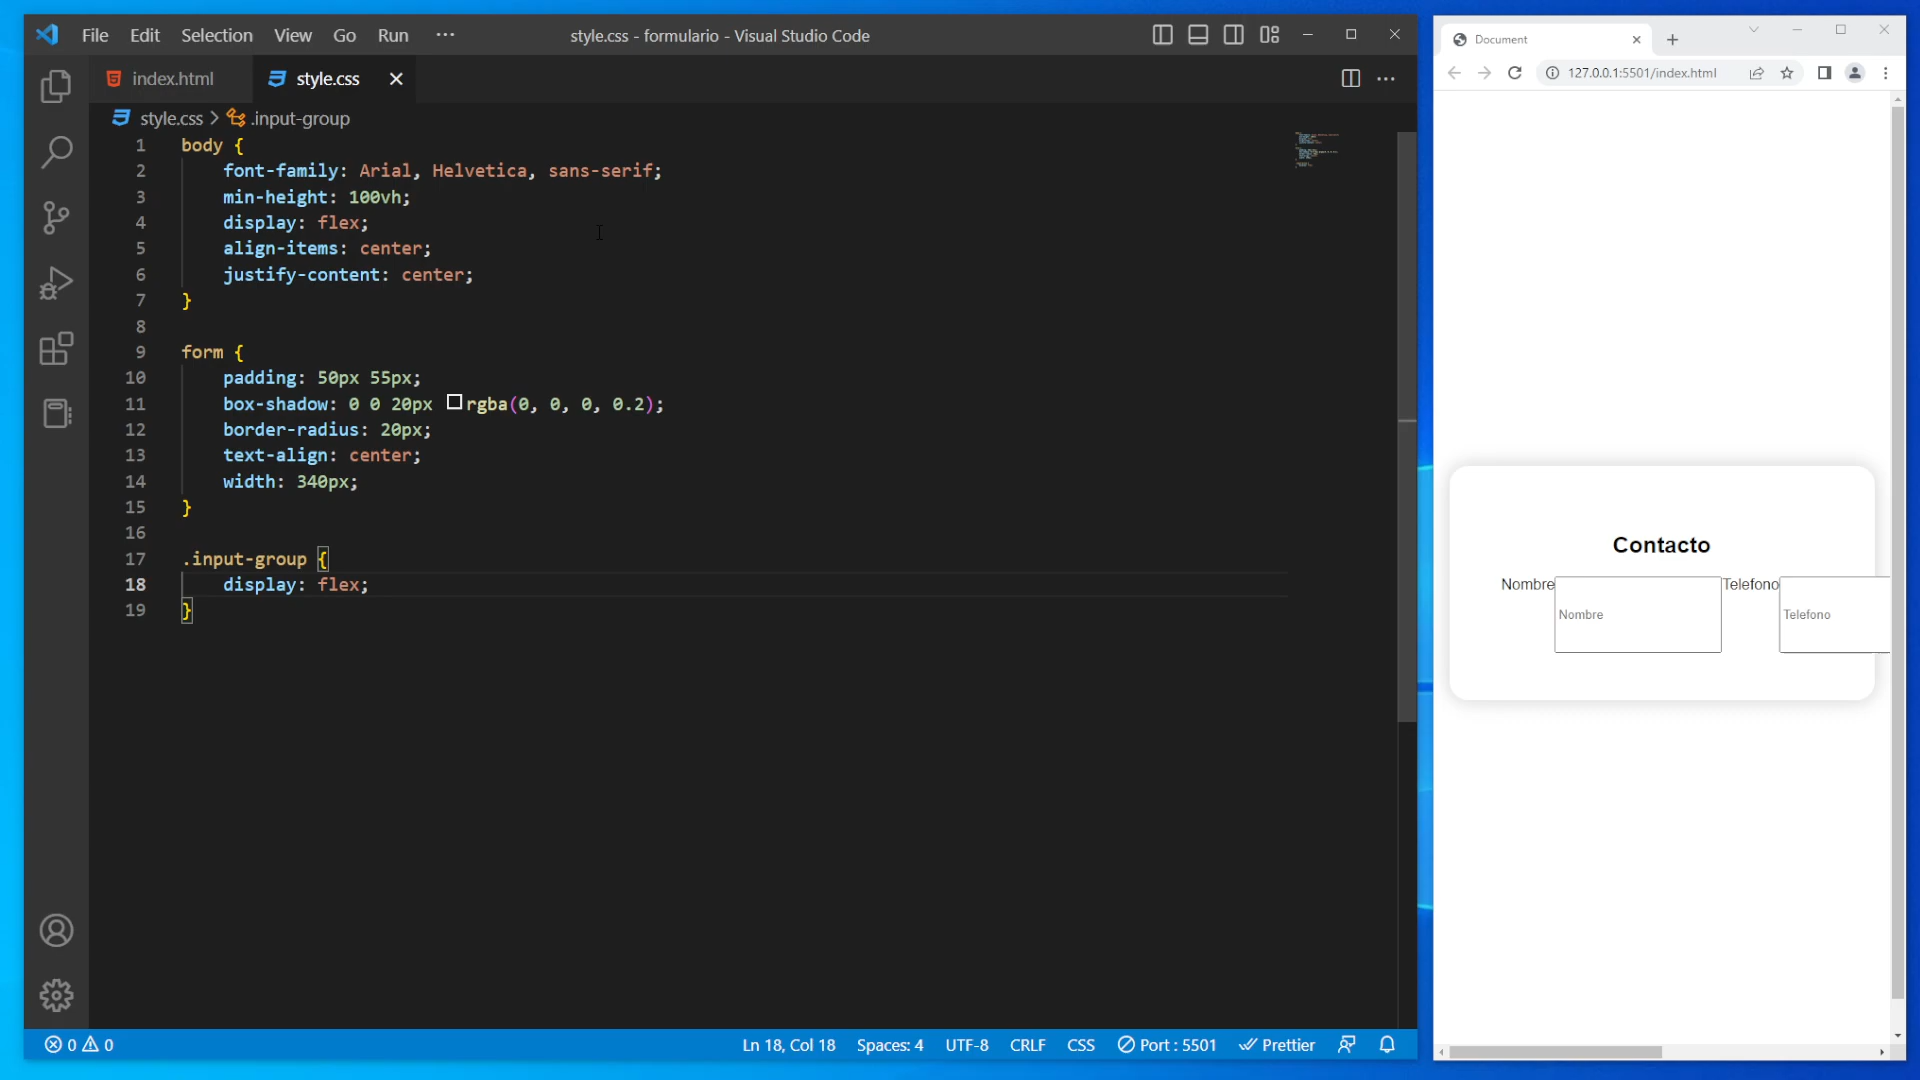 File Edit Selection View Go Run ··· style.css - formulario - Visual Studio Code
index.html style.css
style.css > .input-group
1 body {
2 font-family: Arial, Helvetica, sans-serif;
3 min-height: 100vh;
4 display: flex;
5 align-items: center;
6 justify-content: center;
7 }
8
9 form {
10 padding: 50px 55px;
11 box-shadow: 0 0 20px rgba(0, 0, 0, 0.2);
12 border-radius: 20px;
13 text-align: center;
14 width: 340px;
15 }
16
17 .input-group {
18 display: flex;
19 }
0 0 Ln 18, Col 18 Spaces: 4 UTF-8 CRLF CSS Port : 5501 Prettier
Document
127.0.0.1:5501/index.html
Contacto
Nombre Nombre Telefono Telefono